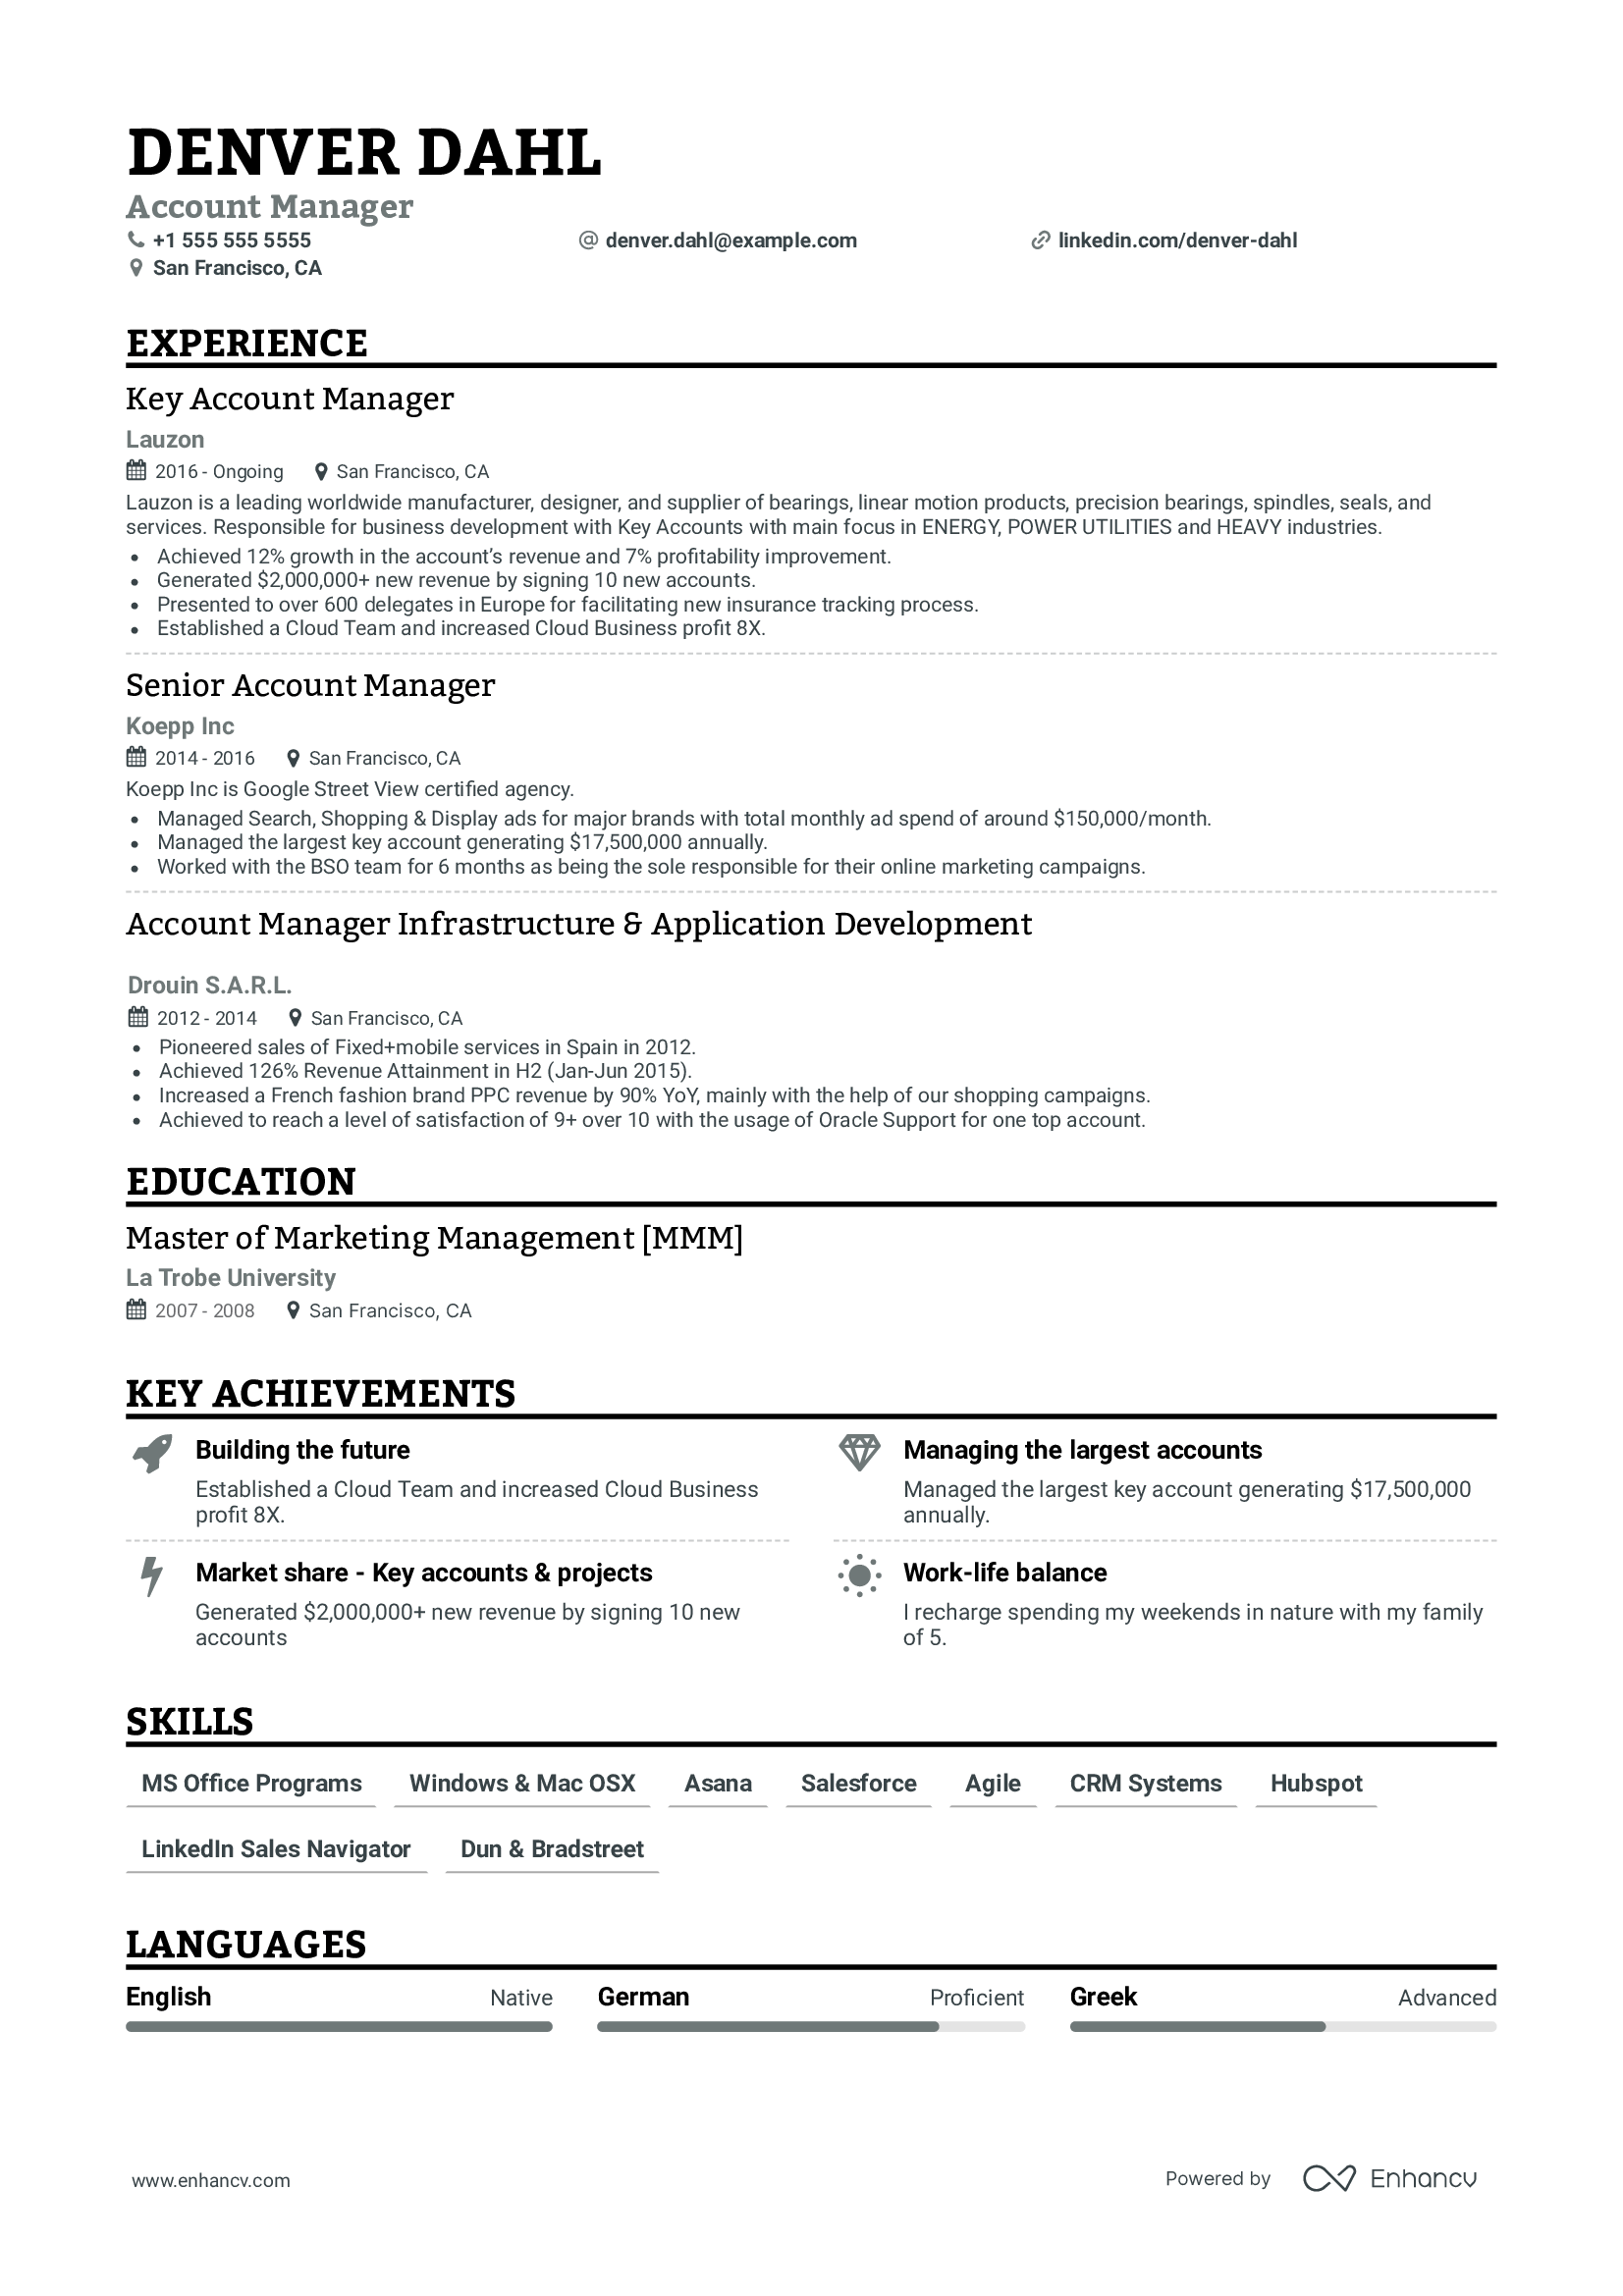 DENVER DAHL
Account Manager
+1 555 555 5555 denver.dahl@example.com linkedin.com/denver-dahl
San Francisco, CA
EXPERIENCE
Key Account Manager
Lauzon
2016 - Ongoing San Francisco, CA
Lauzon is a leading worldwide manufacturer, designer, and supplier of bearings, linear motion products, precision bearings, spindles, seals, and
services. Responsible for business development with Key Accounts with main focus in ENERGY, POWER UTILITIES and HEAVY industries.
• Achieved 12% growth in the account’s revenue and 7% profitability improvement.
• Generated $2,000,000+ new revenue by signing 10 new accounts.
• Presented to over 600 delegates in Europe for facilitating new insurance tracking process.
• Established a Cloud Team and increased Cloud Business profit 8X.
Senior Account Manager
Koepp Inc
2014 - 2016 San Francisco, CA
Koepp Inc is Google Street View certified agency.
• Managed Search, Shopping & Display ads for major brands with total monthly ad spend of around $150,000/month.
• Managed the largest key account generating $17,500,000 annually.
• Worked with the BSO team for 6 months as being the sole responsible for their online marketing campaigns.
Account Manager Infrastructure & Application Development
Drouin S.A.R.L.
2012 - 2014 San Francisco, CA
• Pioneered sales of Fixed+mobile services in Spain in 2012.
• Achieved 126% Revenue Attainment in H2 (Jan-Jun 2015).
• Increased a French fashion brand PPC revenue by 90% YoY, mainly with the help of our shopping campaigns.
• Achieved to reach a level of satisfaction of 9+ over 10 with the usage of Oracle Support for one top account.
EDUCATION
Master of Marketing Management [MMM]
La Trobe University
2007 - 2008 San Francisco, CA
KEY ACHIEVEMENTS
Building the future
Established a Cloud Team and increased Cloud Business
profit 8X.
Managing the largest accounts
Managed the largest key account generating $17,500,000
annually.
Market share - Key accounts & projects
Generated $2,000,000+ new revenue by signing 10 new
accounts
Work-life balance
I recharge spending my weekends in nature with my family
of 5.
SKILLS
MS Office Programs Windows & Mac OSX Asana Salesforce Agile CRM Systems Hubspot
LinkedIn Sales Navigator Dun & Bradstreet
LANGUAGES
English Native German Proficient Greek Advanced
www.enhancv.com Powered by Enhancv